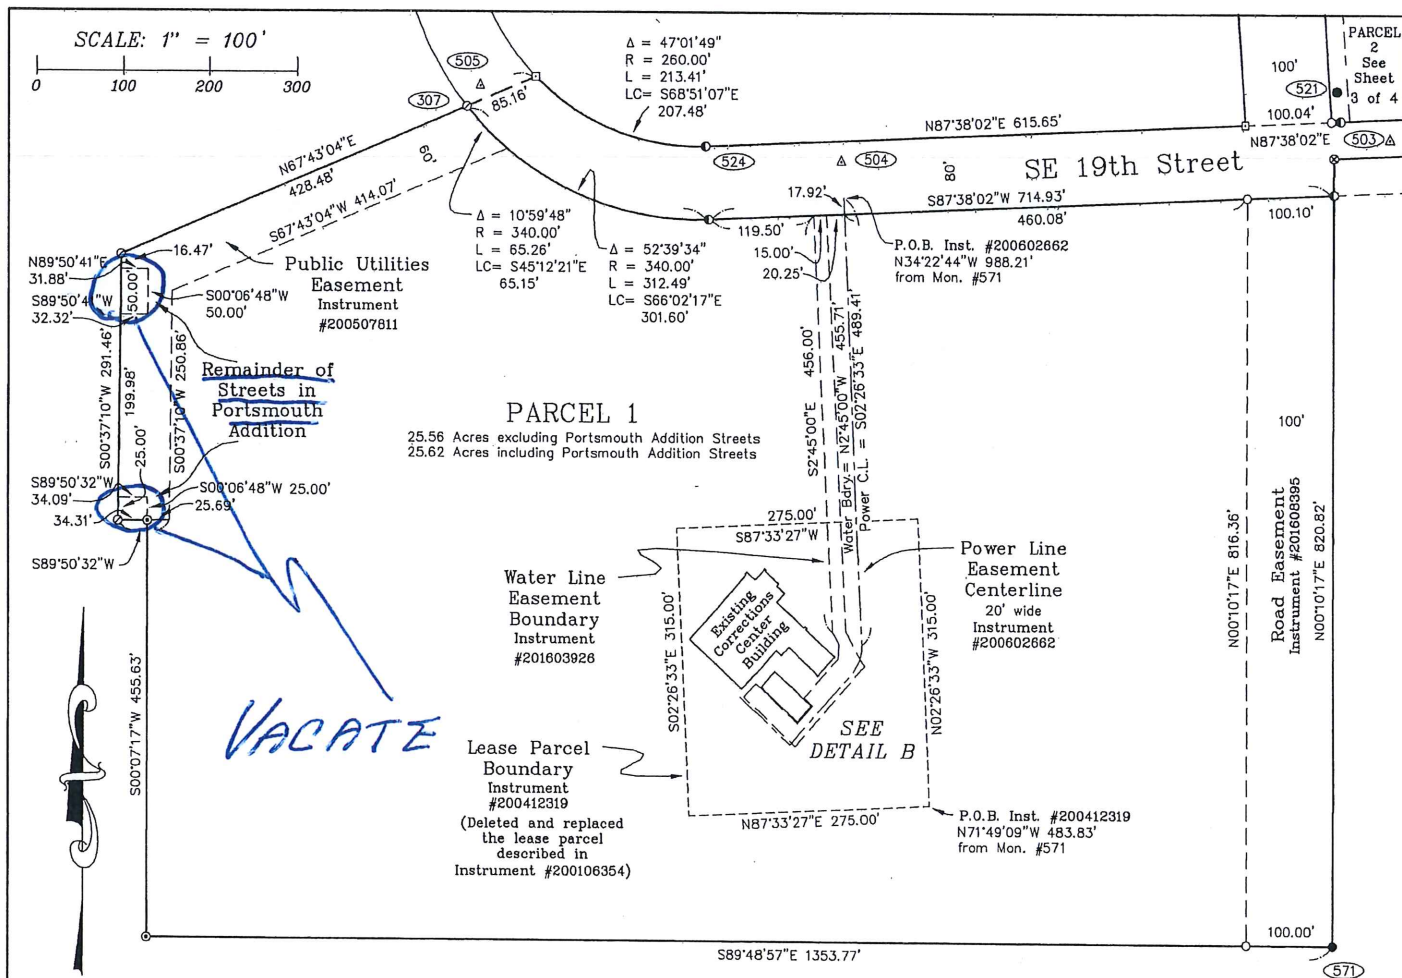 SCALE: 1" = 100'
0 100 200 300
Δ = 47°01'49"
R = 260.00'
L = 213.41'
LC= S68°51'07"E
207.48'
505
307
85.16'
N67°43'04"E
428.48'
60'
S67°43'04"W 414.07'
524
N87°38'02"E 615.65'
504
SE 19th Street
80'
17.92'
S87°38'02"W 714.93'
460.08'
100'
100.04'
N87°38'02"E
521
503
PARCEL
2
See
Sheet
3 of 4
100.10'
119.50'
15.00'
20.25'
P.O.B. Inst. #200602662
N34°22'44"W 988.21'
from Mon. #571
Δ = 10°59'48"
R = 340.00'
L = 65.26'
LC= S45°12'21"E
65.15'
Δ = 52°39'34"
R = 340.00'
L = 312.49'
LC= S66°02'17"E
301.60'
16.47'
N89°50'41"E
31.88'
S89°50'41"W
32.32'
50.00'
S00°06'48"W
50.00'
Public Utilities
Easement
Instrument
#200507811
S00°37'10"W 291.46'
199.98'
S00°37'10"W 250.86'
Remainder of
Streets in
Portsmouth
Addition
25.00'
S89°50'32"W
34.09'
34.31'
S00°06'48"W 25.00'
25.69'
S89°50'32"W
PARCEL 1
25.56 Acres excluding Portsmouth Addition Streets
25.62 Acres including Portsmouth Addition Streets
S2°45'00"E 456.00'
Water Bdry.= N2°45'00"W 455.71'
Power C.L. = S02°26'33"E 489.41'
100'
N00°10'17"E 816.36'
Road Easement
Instrument #201608395
N00°10'17"E 820.82'
275.00'
S87°33'27"W
Water Line
Easement
Boundary
Instrument
#201603926
S02°26'33"E 315.00'
Existing
Corrections
Center
Building
N02°26'33"W 315.00'
Power Line
Easement
Centerline
20' wide
Instrument
#200602662
SEE
DETAIL B
S00°07'17"W 455.63'
VACATE
Lease Parcel
Boundary
Instrument
#200412319
(Deleted and replaced
the lease parcel
described in
Instrument #200106354)
N87°33'27"E 275.00'
P.O.B. Inst. #200412319
N71°49'09"W 483.83'
from Mon. #571
S89°48'57"E 1353.77'
100.00'
571